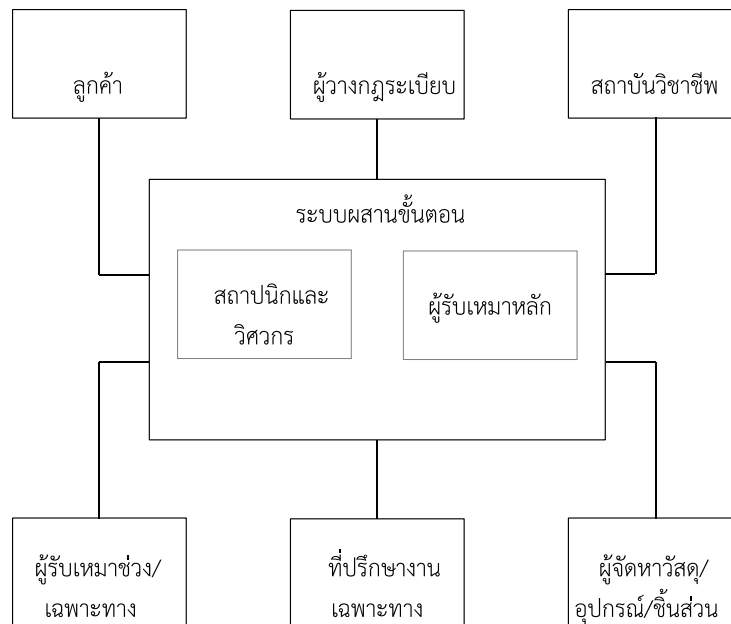 ลูกค้า
ผู้วางกฎระเบียบ
สถาบันวิชาชีพ
ระบบผสานขั้นตอน
สถาปนิกและ
วิศวกร
ผู้รับเหมาหลัก
ผู้รับเหมาช่วง/
เฉพาะทาง
ที่ปรึกษางาน
เฉพาะทาง
ผู้จัดหาวัสดุ/
อุปกรณ์/ชิ้นส่วน